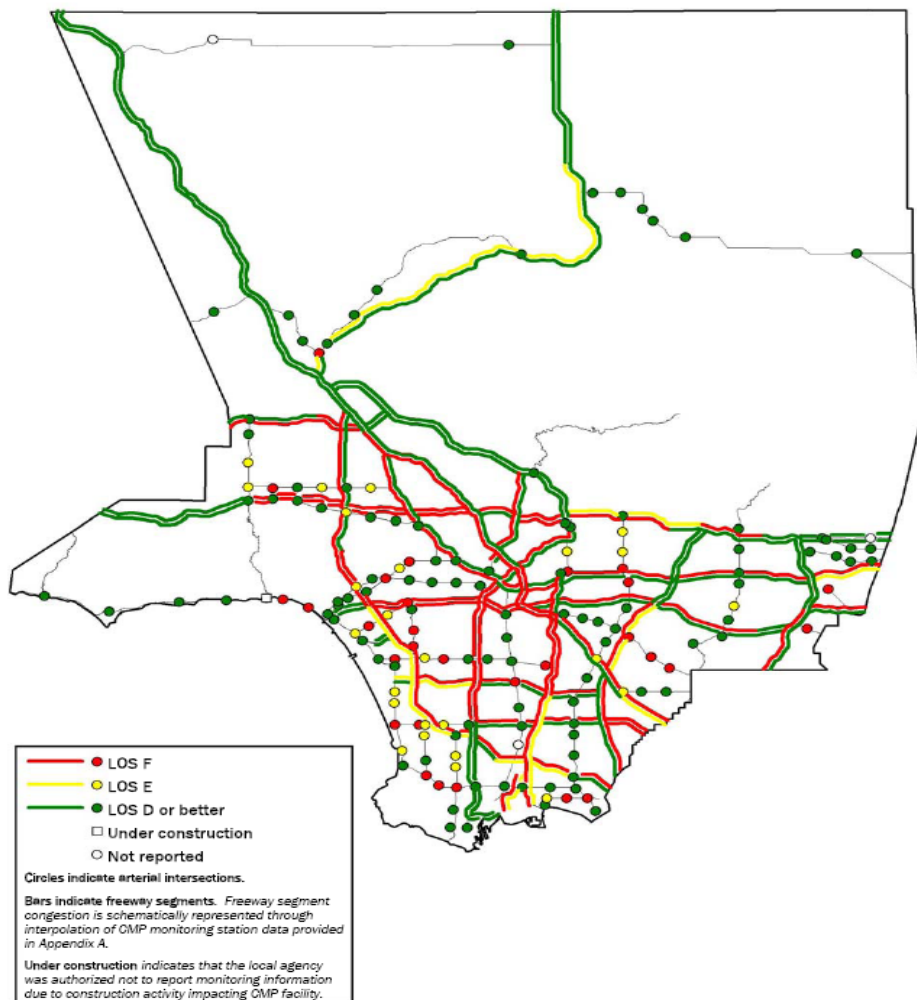 LOS F
LOS E
LOS D or better
Under construction
Not reported
Circles indicate arterial intersections.
Bars indicate freeway segments. Freeway segment
congestion is schematically represented through
interpolation of CMP monitoring station data provided
in Appendix A.
Under construction indicates that the local agency
was authorized not to report monitoring information
due to construction activity impacting CMP facility.